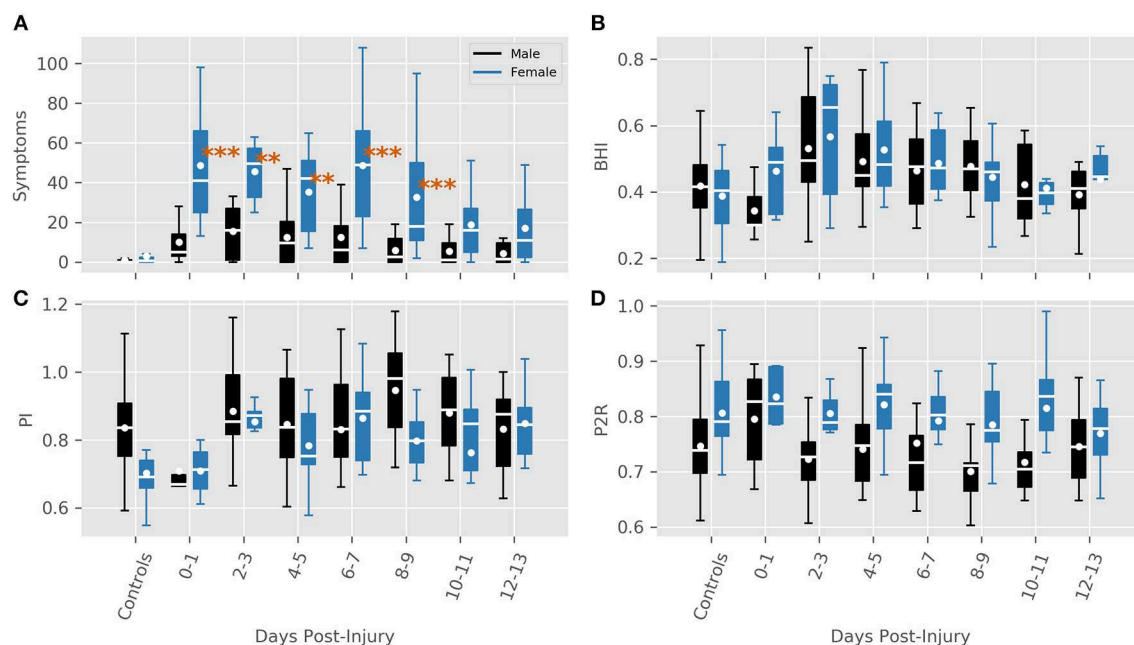 A
Symptoms
100
80
60
40
20
0
Male
Female
***
**
**
***
***
B
BHI
0.8
0.6
0.4
0.2
C
PI
1.2
1.0
0.8
0.6
Controls
0-1
2-3
4-5
6-7
8-9
10-11
12-13
Days Post-Injury
D
P2R
1.0
0.9
0.8
0.7
0.6
Controls
0-1
2-3
4-5
6-7
8-9
10-11
12-13
Days Post-Injury